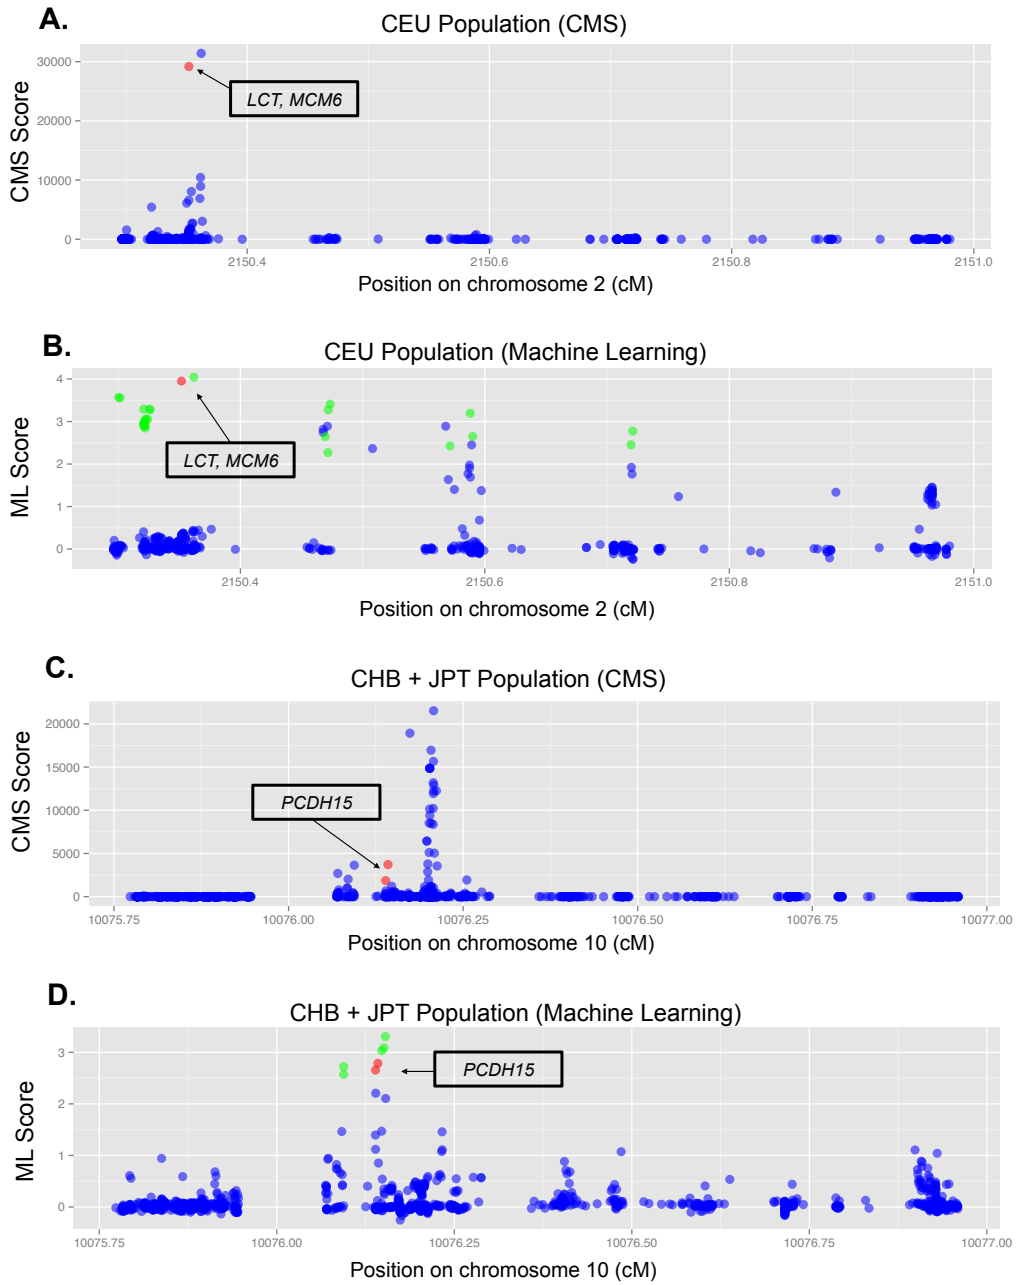 A.
CEU Population (CMS)
CMS Score
30000
20000
10000
0
LCT, MCM6
2150.4
2150.6
2150.8
2151.0
Position on chromosome 2 (cM)
B.
CEU Population (Machine Learning)
ML Score
4
3
2
1
0
LCT, MCM6
2150.4
2150.6
2150.8
2151.0
Position on chromosome 2 (cM)
C.
CHB + JPT Population (CMS)
CMS Score
20000
15000
10000
5000
0
PCDH15
10075.75
10076.00
10076.25
10076.50
10076.75
10077.00
Position on chromosome 10 (cM)
D.
CHB + JPT Population (Machine Learning)
ML Score
3
2
1
0
PCDH15
10075.75
10076.00
10076.25
10076.50
10076.75
10077.00
Position on chromosome 10 (cM)